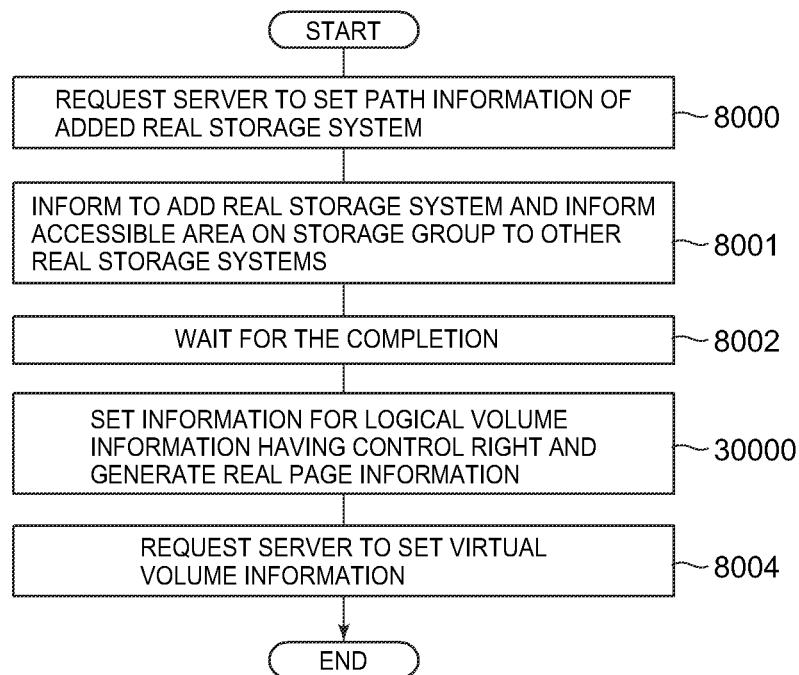 START
REQUEST SERVER TO SET PATH INFORMATION OF
ADDED REAL STORAGE SYSTEM
8000
INFORM TO ADD REAL STORAGE SYSTEM AND INFORM
ACCESSIBLE AREA ON STORAGE GROUP TO OTHER
REAL STORAGE SYSTEMS
8001
WAIT FOR THE COMPLETION
8002
SET INFORMATION FOR LOGICAL VOLUME
INFORMATION HAVING CONTROL RIGHT AND
GENERATE REAL PAGE INFORMATION
30000
REQUEST SERVER TO SET VIRTUAL
VOLUME INFORMATION
8004
END